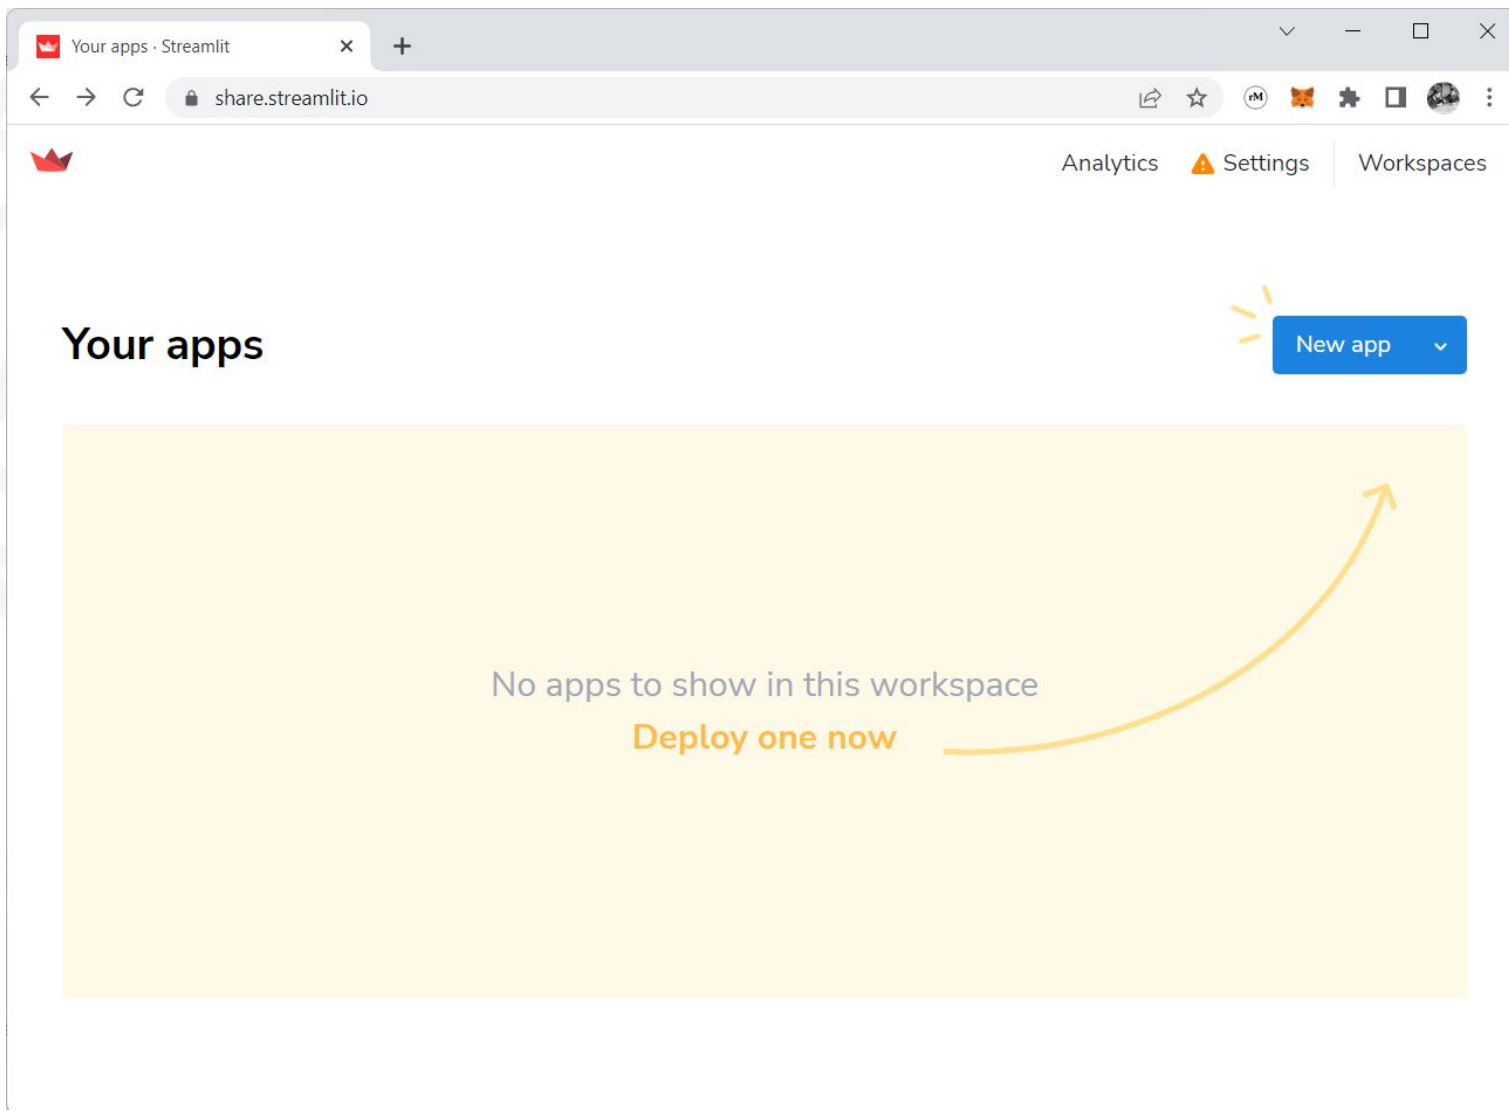 Your apps · Streamlit
share.streamlit.io
rM
Analytics Settings Workspaces
Your apps
New app
No apps to show in this workspace
Deploy one now